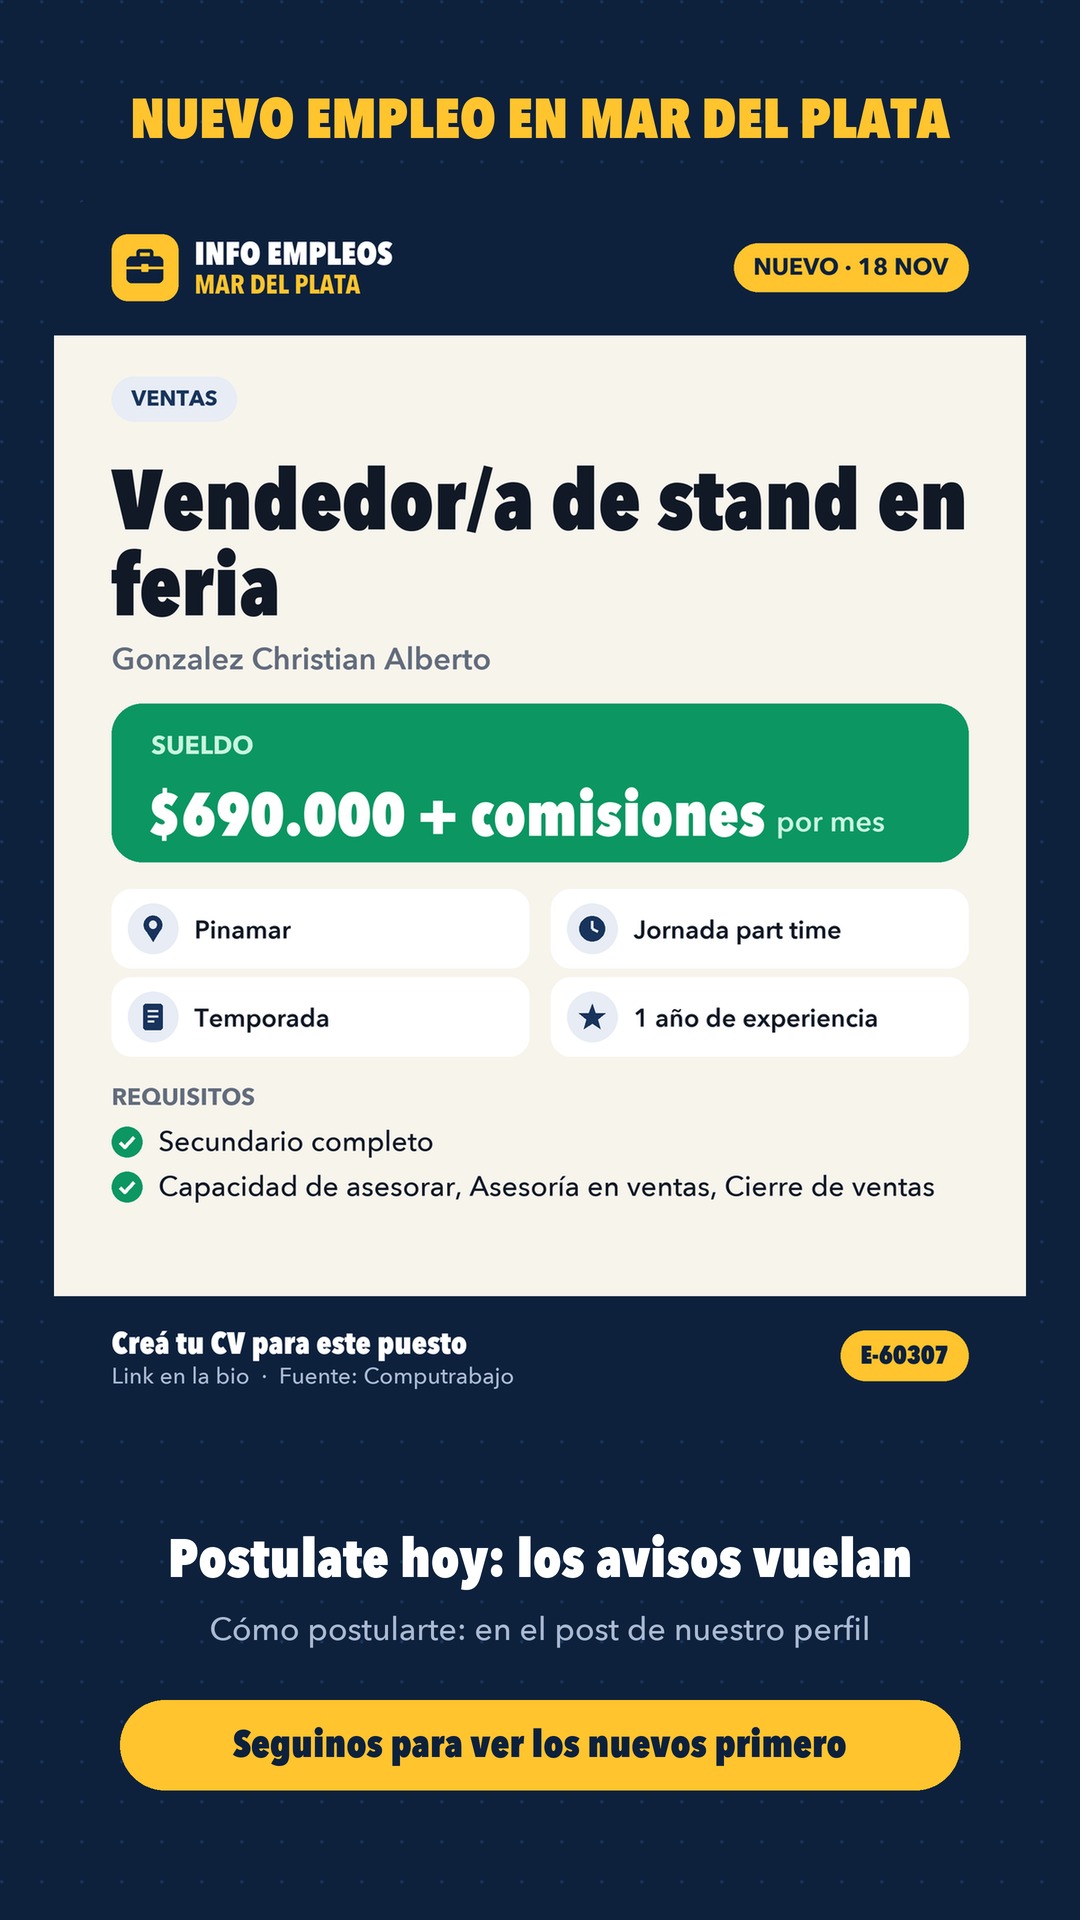 NUEVO EMPLEO EN MAR DEL PLATA
INFO EMPLEOS
MAR DEL PLATA
NUEVO · 18 NOV
VENTAS
Vendedor/a de stand en
feria
Gonzalez Christian Alberto
SUELDO
$690.000 + comisiones por mes
Pinamar
Jornada part time
Temporada
1 año de experiencia
REQUISITOS
Secundario completo
Capacidad de asesorar, Asesoría en ventas, Cierre de ventas
Creá tu CV para este puesto
Link en la bio · Fuente: Computrabajo
E-60307
Postulate hoy: los avisos vuelan
Cómo postularte: en el post de nuestro perfil
Seguinos para ver los nuevos primero